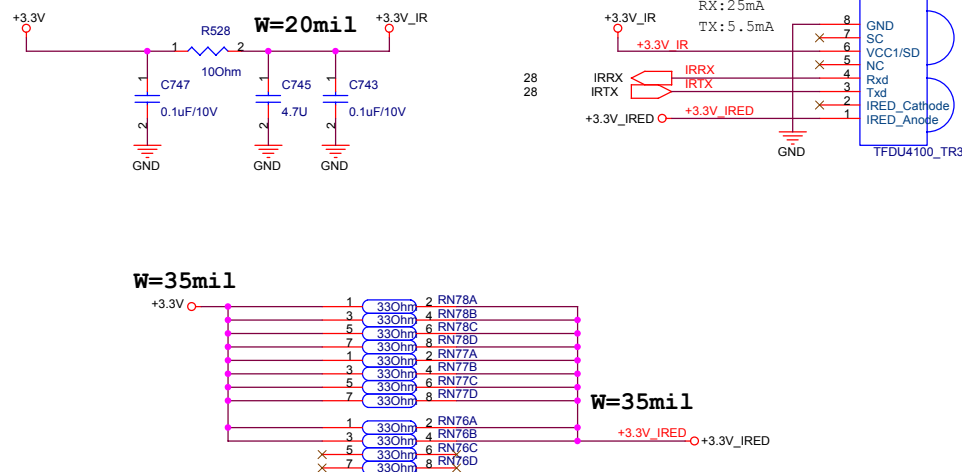 +3.3V
W=20mil
+3.3V_IR
R528
1
2
10Ohm
1
C747
0.1uF/10V
2
GND
1
C745
4.7U
2
GND
1
C743
0.1uF/10V
2
GND
RX:25mA
TX:5.5mA
+3.3V_IR
+3.3V_IR
28
IRRX
IRRX
28
IRTX
IRTX
+3.3V_IRED
+3.3V_IRED
GND
8
GND
7
SC
6
VCC1/SD
5
NC
4
Rxd
3
Txd
2
IRED_Cathode
1
IRED_Anode
TFDU4100_TR3
W=35mil
+3.3V
1 33Ohm 2 RN78A
3 33Ohm 4 RN78B
5 33Ohm 6 RN78C
7 33Ohm 8 RN78D
1 33Ohm 2 RN77A
3 33Ohm 4 RN77B
5 33Ohm 6 RN77C
7 33Ohm 8 RN77D
1 33Ohm 2 RN76A
3 33Ohm 4 RN76B
5 33Ohm 6 RN76C
7 33Ohm 8 RN76D
W=35mil
+3.3V_IRED
+3.3V_IRED